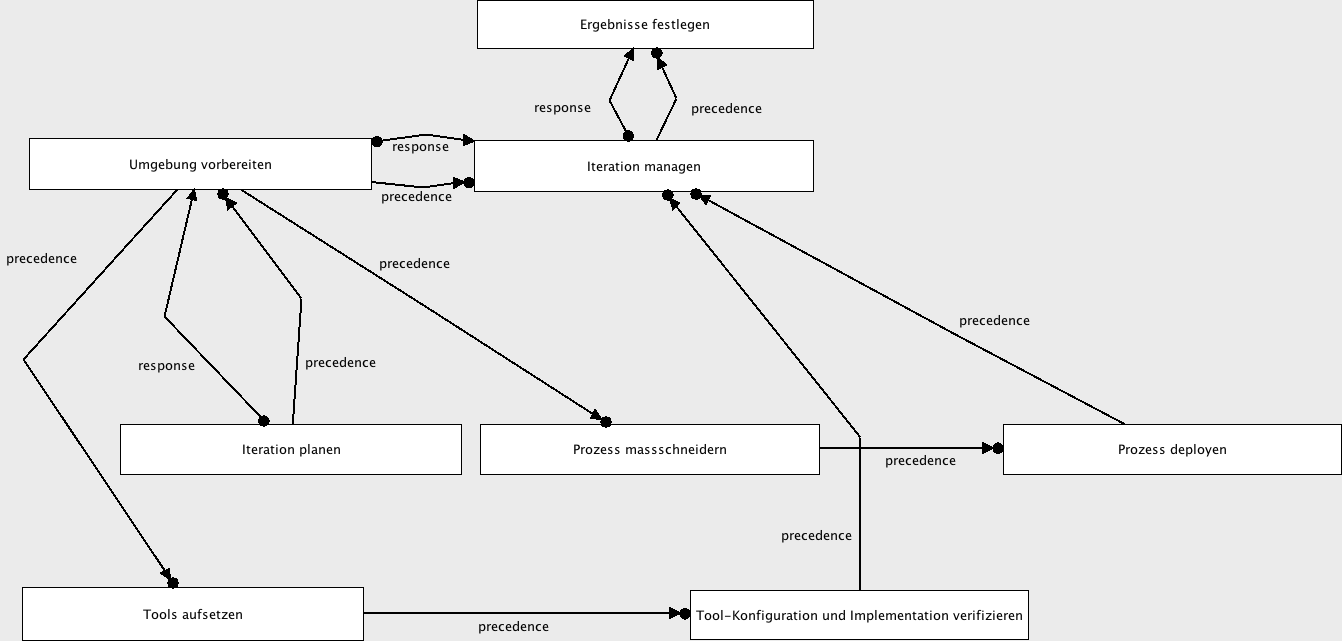 Ergebnisse festlegen
response
precedence
Umgebung vorbereiten
response
precedence
Iteration managen
precedence
response
precedence
precedence
precedence
Iteration planen
Prozess massschneidern
precedence
Prozess deployen
precedence
Tools aufsetzen
precedence
Tool-Konfiguration und Implementation verifizieren